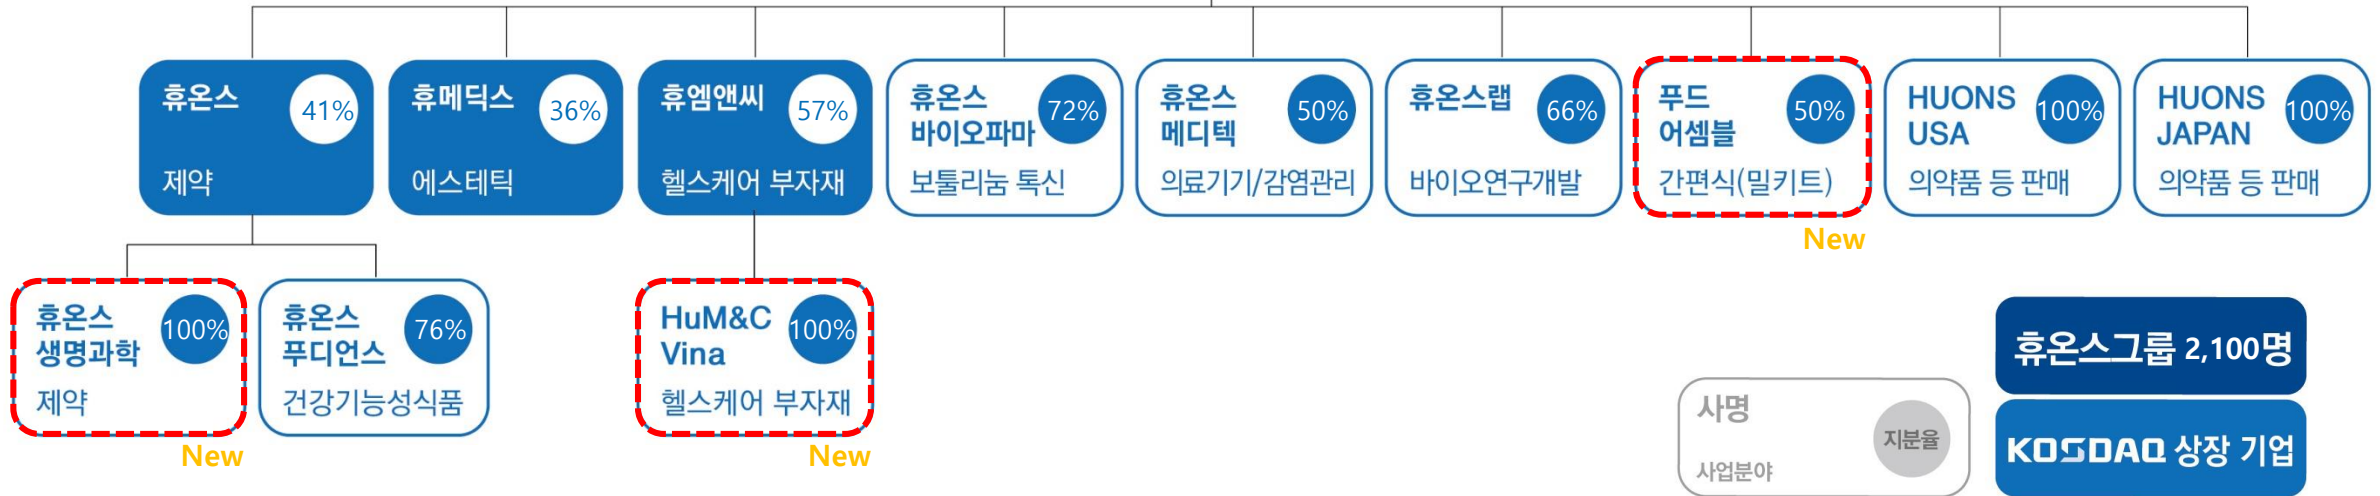 휴온스
41%
제약
휴메딕스
36%
에스테틱
휴엠앤씨
57%
헬스케어 부자재
휴온스
바이오파마
72%
보툴리눔 톡신
휴온스
메디텍
50%
의료기기/감염관리
휴온스랩
66%
바이오연구개발
푸드
어셈블
50%
간편식(밀키트)
New
HUONS
USA
100%
의약품 등 판매
HUONS
JAPAN
100%
의약품 등 판매
휴온스
생명과학
100%
제약
New
휴온스
푸디언스
76%
건강기능성식품
HuM&C
Vina
100%
헬스케어 부자재
New
사명
지분율
사업분야
휴온스그룹 2,100명
KOSDAQ 상장 기업